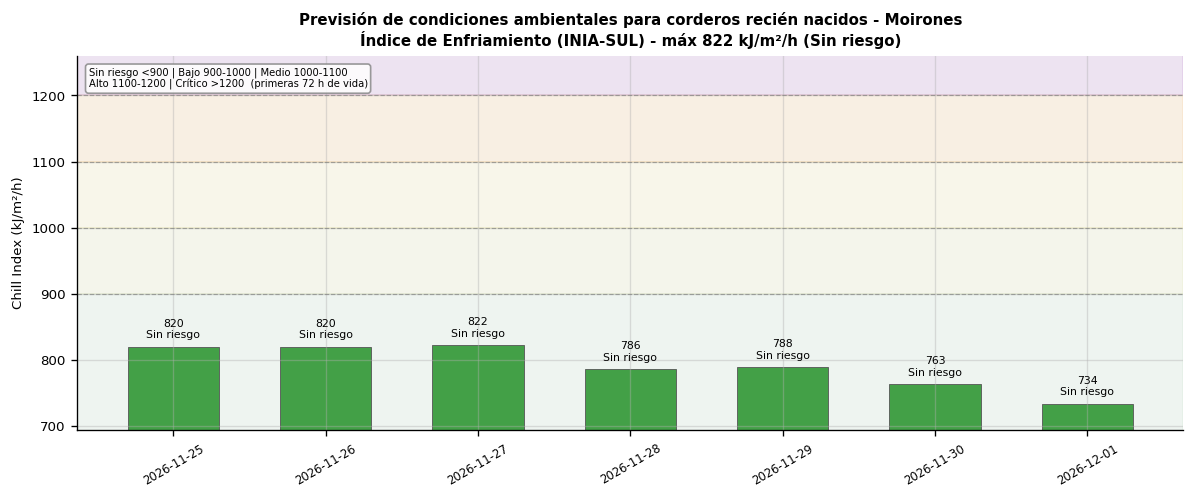 Previsión de condiciones ambientales para corderos recién nacidos - Moirones
Índice de Enfriamiento (INIA-SUL) - máx 822 kJ/m²/h (Sin riesgo)
Sin riesgo <900 | Bajo 900-1000 | Medio 1000-1100
Alto 1100-1200 | Crítico >1200  (primeras 72 h de vida)
Chill Index (kJ/m²/h)
1200
1100
1000
900
800
700
820
Sin riesgo
820
Sin riesgo
822
Sin riesgo
786
Sin riesgo
788
Sin riesgo
763
Sin riesgo
734
Sin riesgo
2026-11-25
2026-11-26
2026-11-27
2026-11-28
2026-11-29
2026-11-30
2026-12-01